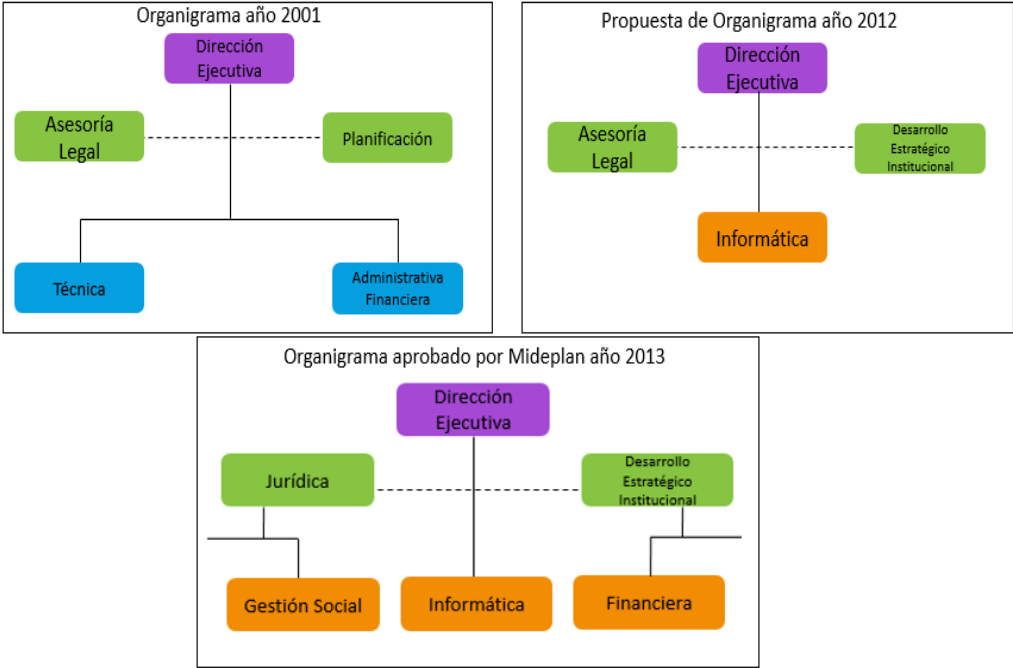 Organigrama año 2001
Dirección
Ejecutiva
Asesoría
Legal
Planificación
Técnica
Administrativa
Financiera
Propuesta de Organigrama año 2012
Dirección
Ejecutiva
Asesoría
Legal
Desarrollo
Estratégico
Institucional
Informática
Organigrama aprobado por Mideplan año 2013
Dirección
Ejecutiva
Jurídica
Desarrollo
Estratégico
Institucional
Gestión Social
Informática
Financiera